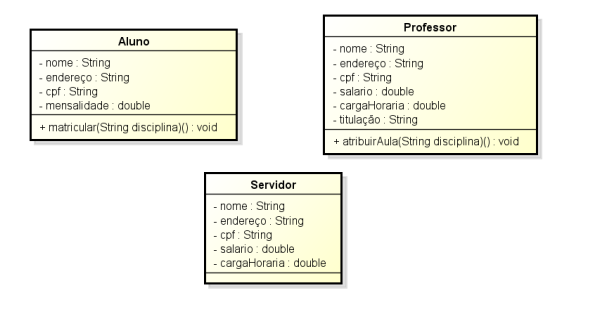 Aluno
- nome : String
- endereço : String
- cpf : String
- mensalidade : double
+ matricular(String disciplina)() : void
Professor
- nome : String
- endereço : String
- cpf : String
- salario : double
- cargaHoraria : double
- titulação : String
+ atribuirAula(String disciplina)() : void
Servidor
- nome : String
- endereço : String
- cpf : String
- salario : double
- cargaHoraria : double